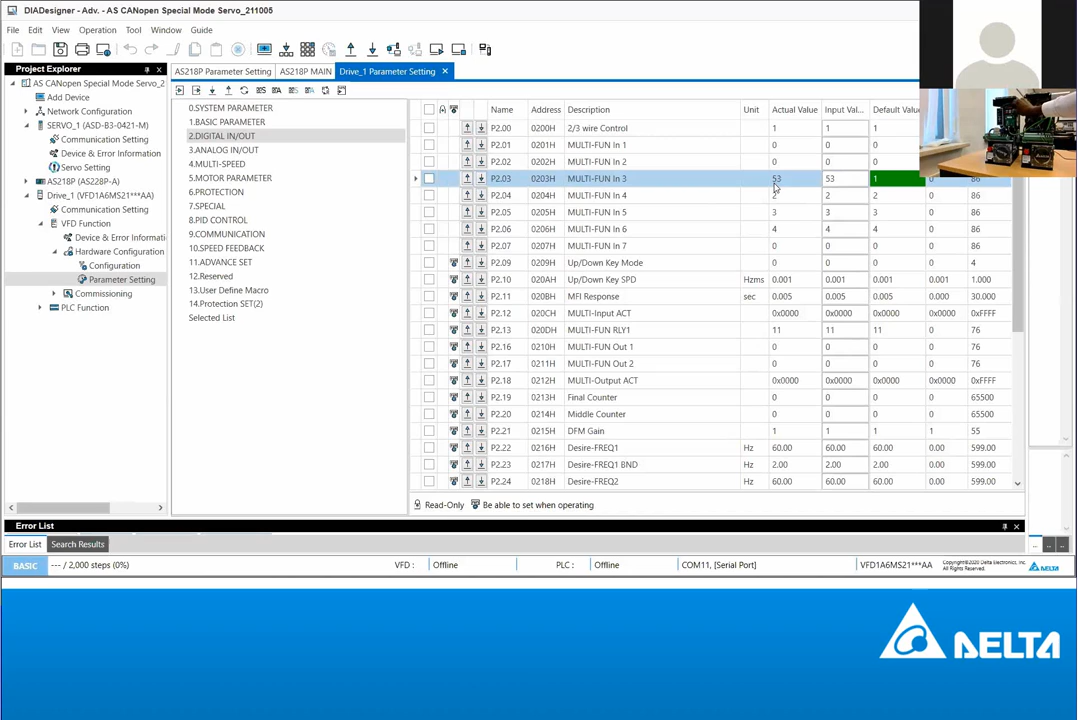 DIADesigner - Adv. - AS CANopen Special Mode Servo_211005
File Edit View Operation Tool Window Guide
Project Explorer
AS CANopen Special Mode Servo_2
Add Device
Network Configuration
SERVO_1 (ASD-B3-0421-M)
Communication Setting
Device & Error Information
Servo Setting
AS218P (AS228P-A)
Drive_1 (VFD1A6MS21***AA)
Communication Setting
VFD Function
Device & Error Informati
Hardware Configuration
Configuration
Parameter Setting
Commissioning
PLC Function
AS218P Parameter Setting AS218P MAIN Drive_1 Parameter Setting
0.SYSTEM PARAMETER
1.BASIC PARAMETER
2.DIGITAL IN/OUT
3.ANALOG IN/OUT
4.MULTI-SPEED
5.MOTOR PARAMETER
6.PROTECTION
7.SPECIAL
8.PID CONTROL
9.COMMUNICATION
10.SPEED FEEDBACK
11.ADVANCE SET
12.Reserved
13.User Define Macro
14.Protection SET(2)
Selected List
Name Address Description Unit Actual Value Input Val... Default Value
P2.00 0200H 2/3 wire Control 1 1 1
P2.01 0201H MULTI-FUN In 1 0 0 0
P2.02 0202H MULTI-FUN In 2 0 0 0
P2.03 0203H MULTI-FUN In 3 53 53 1 0 86
P2.04 0204H MULTI-FUN In 4 2 2 2 0 86
P2.05 0205H MULTI-FUN In 5 3 3 3 0 86
P2.06 0206H MULTI-FUN In 6 4 4 4 0 86
P2.07 0207H MULTI-FUN In 7 0 0 0 0 86
P2.09 0209H Up/Down Key Mode 0 0 0 0 4
P2.10 020AH Up/Down Key SPD Hzms 0.001 0.001 0.001 0.001 1.000
P2.11 020BH MFI Response sec 0.005 0.005 0.005 0.000 30.000
P2.12 020CH MULTI-Input ACT 0x0000 0x0000 0x0000 0x0000 0xFFFF
P2.13 020DH MULTI-FUN RLY1 11 11 11 0 76
P2.16 0210H MULTI-FUN Out 1 0 0 0 0 76
P2.17 0211H MULTI-FUN Out 2 0 0 0 0 76
P2.18 0212H MULTI-Output ACT 0x0000 0x0000 0x0000 0x0000 0xFFFF
P2.19 0213H Final Counter 0 0 0 0 65500
P2.20 0214H Middle Counter 0 0 0 0 65500
P2.21 0215H DFM Gain 1 1 1 1 55
P2.22 0216H Desire-FREQ1 Hz 60.00 60.00 60.00 0.00 599.00
P2.23 0217H Desire-FREQ1 BND Hz 2.00 2.00 2.00 0.00 599.00
P2.24 0218H Desire-FREQ2 Hz 60.00 60.00 60.00 0.00 599.00
Read-Only Be able to set when operating
Error List
Error List Search Results
BASIC --- / 2,000 steps (0%) VFD : Offline PLC : Offline COM11, [Serial Port] VFD1A6MS21***AA Copyright©2020 Delta Electronics, Inc.
All Rights Reserved.
DELTA